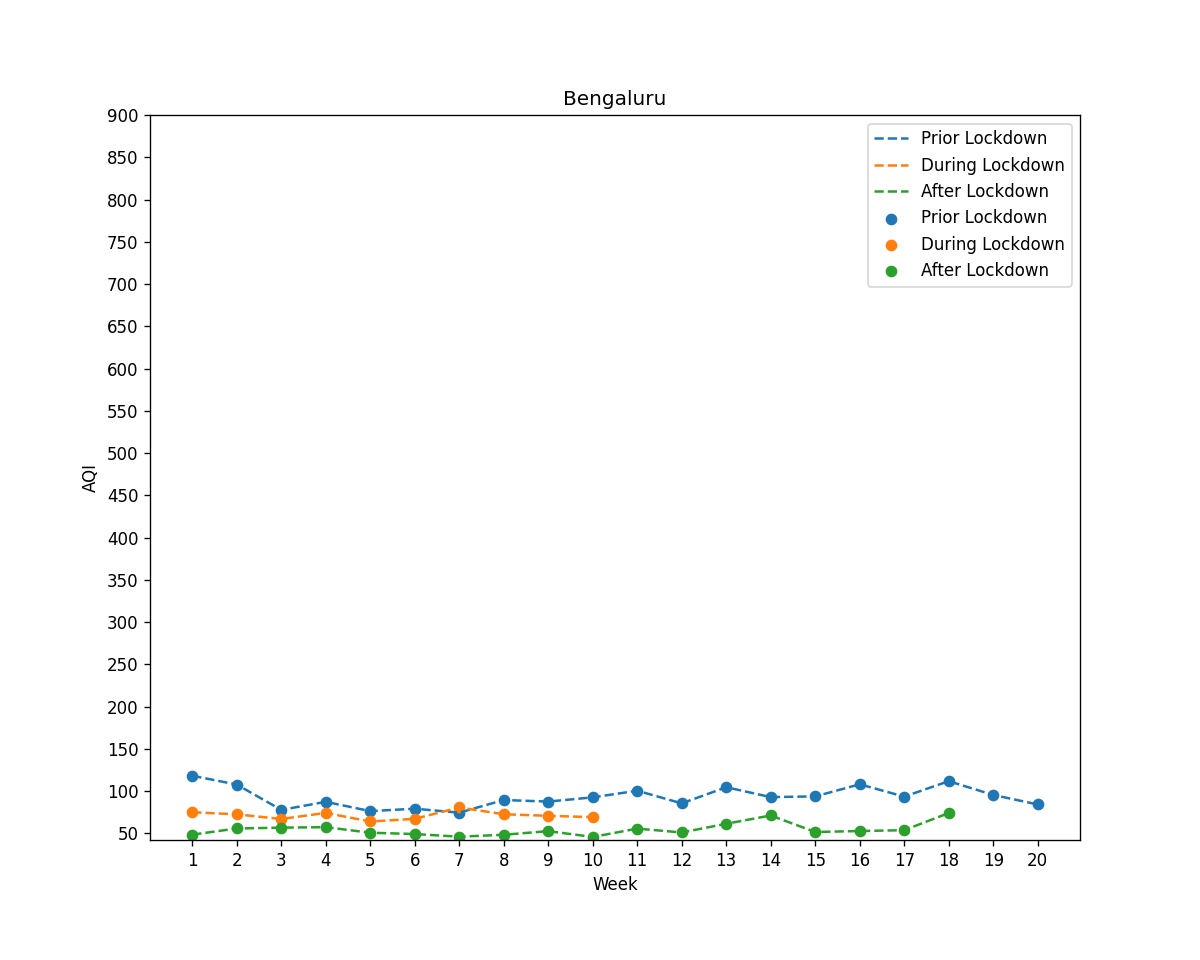 Bengaluru
900
850
800
750
700
650
600
550
500
450
400
350
300
250
200
150
100
50
AQI
Prior Lockdown
During Lockdown
After Lockdown
Prior Lockdown
During Lockdown
After Lockdown
1 2 3 4 5 6 7 8 9 10 11 12 13 14 15 16 17 18 19 20
Week